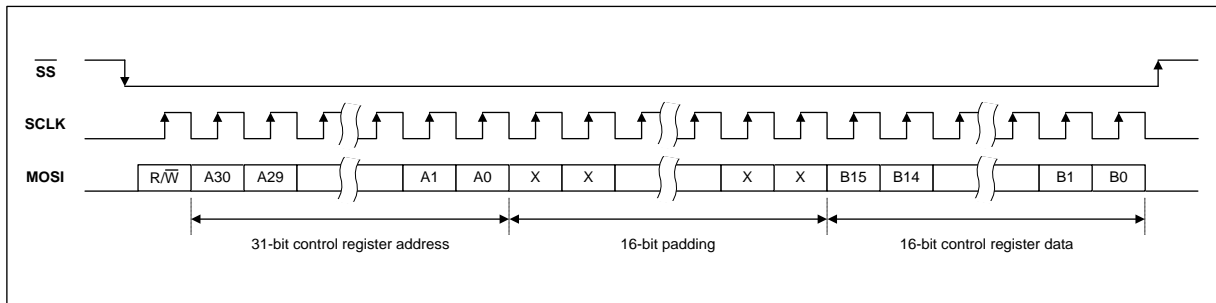 SS
SCLK
MOSI R/W A30 A29 A1 A0 X X X X B15 B14 B1 B0
31-bit control register address 16-bit padding 16-bit control register data